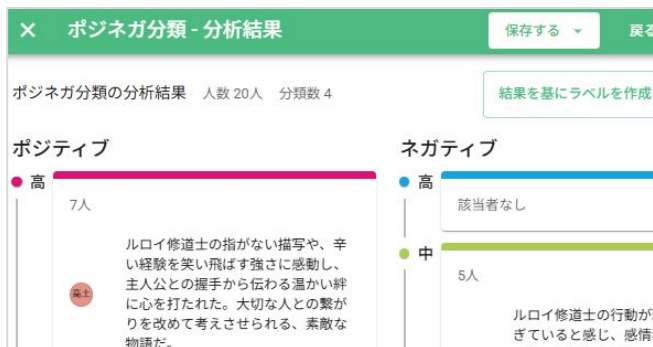 × ポジネガ分類 - 分析結果
保存する
戻る
ポジネガ分類の分析結果 人数 20人 分類数 4
結果を基にラベルを作成
ポジティブ
高
7人
高土
ルロイ修道士の指がない描写や、辛
い経験を笑い飛ばす強さに感動し、
主人公との握手から伝わる温かい絆
に心を打たれた。大切な人との繋が
りを改めて考えさせられる、素敵な
物語だ。
ネガティブ
高
該当者なし
中
5人
ルロイ修道士の行動が
ぎていると感じ、感情